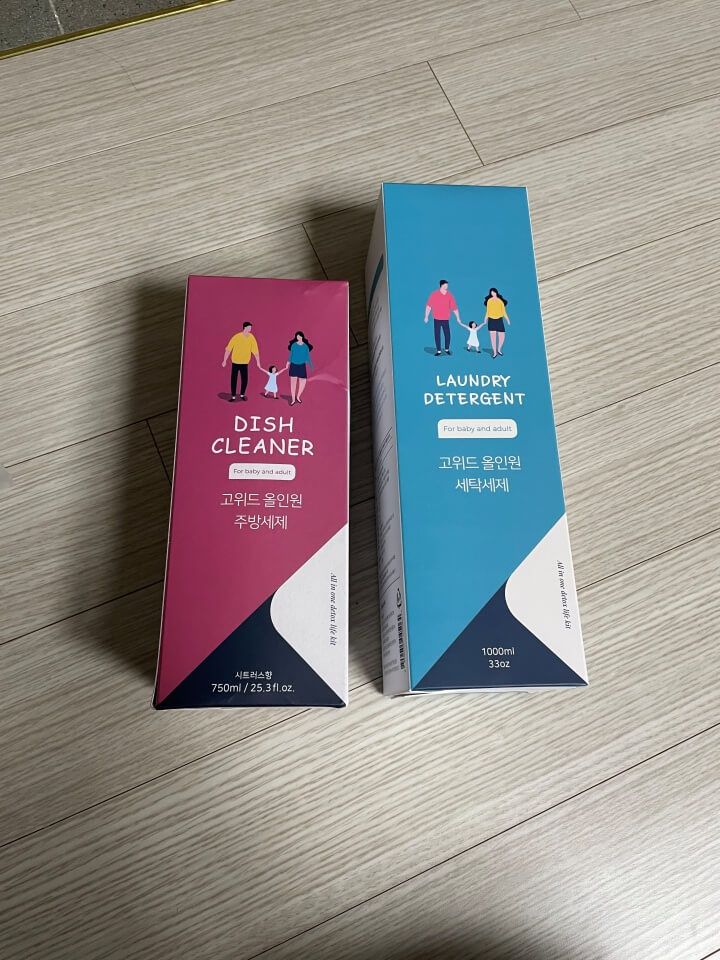 DISH
CLEANER
For baby and adult
고위드 올인원
주방세제
All in one detox life kit
시트러스향
750ml / 25.3 fl.oz.
LAUNDRY
DETERGENT
For baby and adult
고위드 올인원
세탁세제
All in one detox life kit
1000ml
33oz